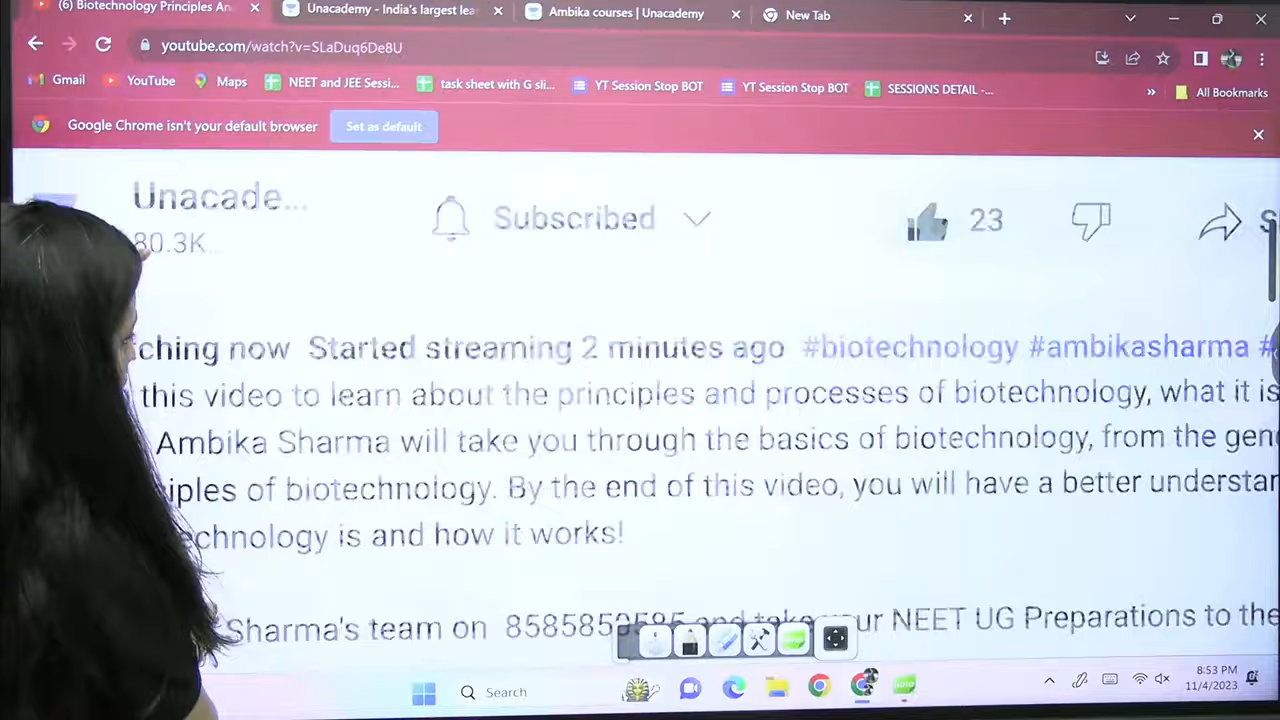 (6) Biotechnology Principles An
Unacademy - India's largest lea
Ambika courses | Unacademy
New Tab
youtube.com/watch?v=SLaDuq6De8U
Gmail
YouTube
Maps
NEET and JEE Sessi...
task sheet with G sli...
YT Session Stop BOT
YT Session Stop BOT
SESSIONS DETAIL -...
»
All Bookmarks
Google Chrome isn't your default browser
Set as default
Unacade...
80.3K
Subscribed
23
S
ching now Started streaming 2 minutes ago #biotechnology #ambikasharma #
this video to learn about the principles and processes of biotechnology, what it is
Ambika Sharma will take you through the basics of biotechnology, from the gen
iples of biotechnology. By the end of this video, you will have a better understan
echnology is and how it works!
Sharma's team on 8585858585 and take your NEET UG Preparations to the
Search
8:53 PM
11/4/2023